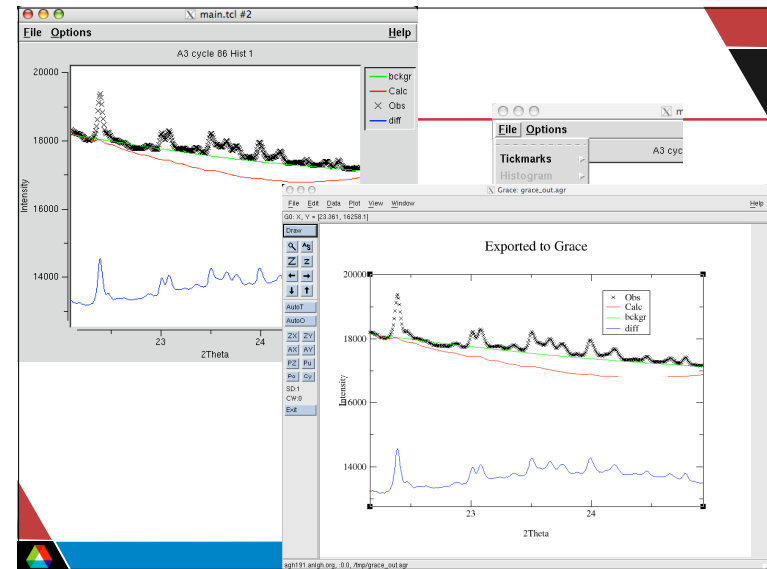 main.tcl #2
File Options Help
A3 cycle 86 Hist 1
20000
18000
16000
14000
Intensity
23
24
2Theta
bckgr
Calc
Obs
diff
File Options
Tickmarks
Histogram
A3 cyc
Grace: grace_out.agr
File Edit Data Plot View Window Help
G0: X, Y = [23.361, 16258.1]
Draw
AS
Z z
AutoT
AutoO
ZX ZY
AX AY
PZ Pu
Po Cy
SD:1
CW:0
Exit
Exported to Grace
20000
18000
16000
14000
Intensity
23
24
2Theta
Obs
Calc
bckgr
diff
agh191.anlgh.org, :0.0, /tmp/grace_out.agr